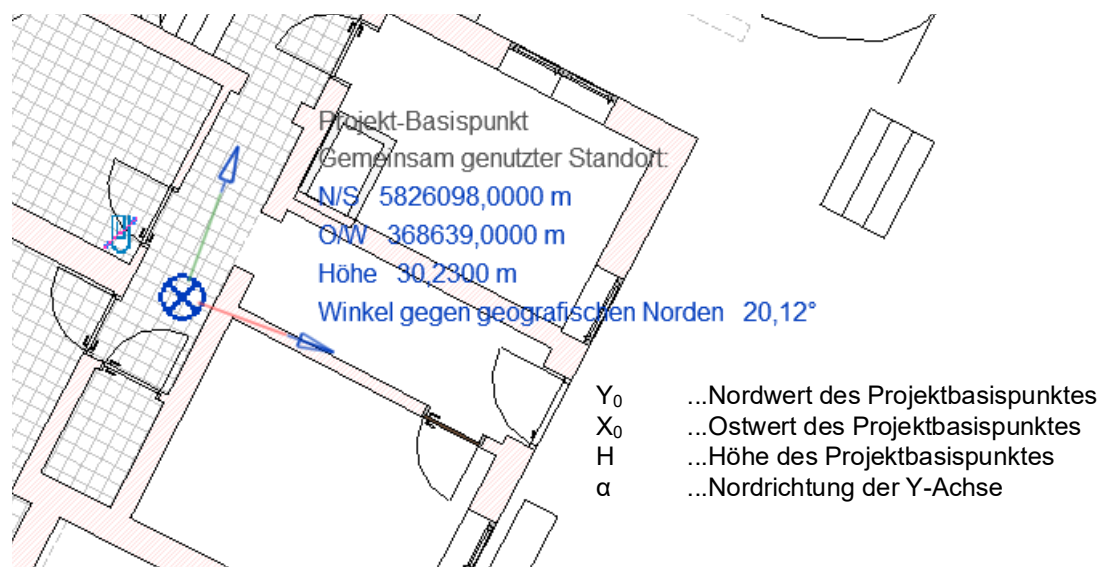 Projekt-Basispunkt
Gemeinsam genutzter Standort:
N/S 5826098,0000 m
O/W 368639,0000 m
Höhe 30,2300 m
Winkel gegen geografischen Norden 20,12°
Y₀ ...Nordwert des Projektbasispunktes
X₀ ...Ostwert des Projektbasispunktes
H ...Höhe des Projektbasispunktes
α ...Nordrichtung der Y-Achse